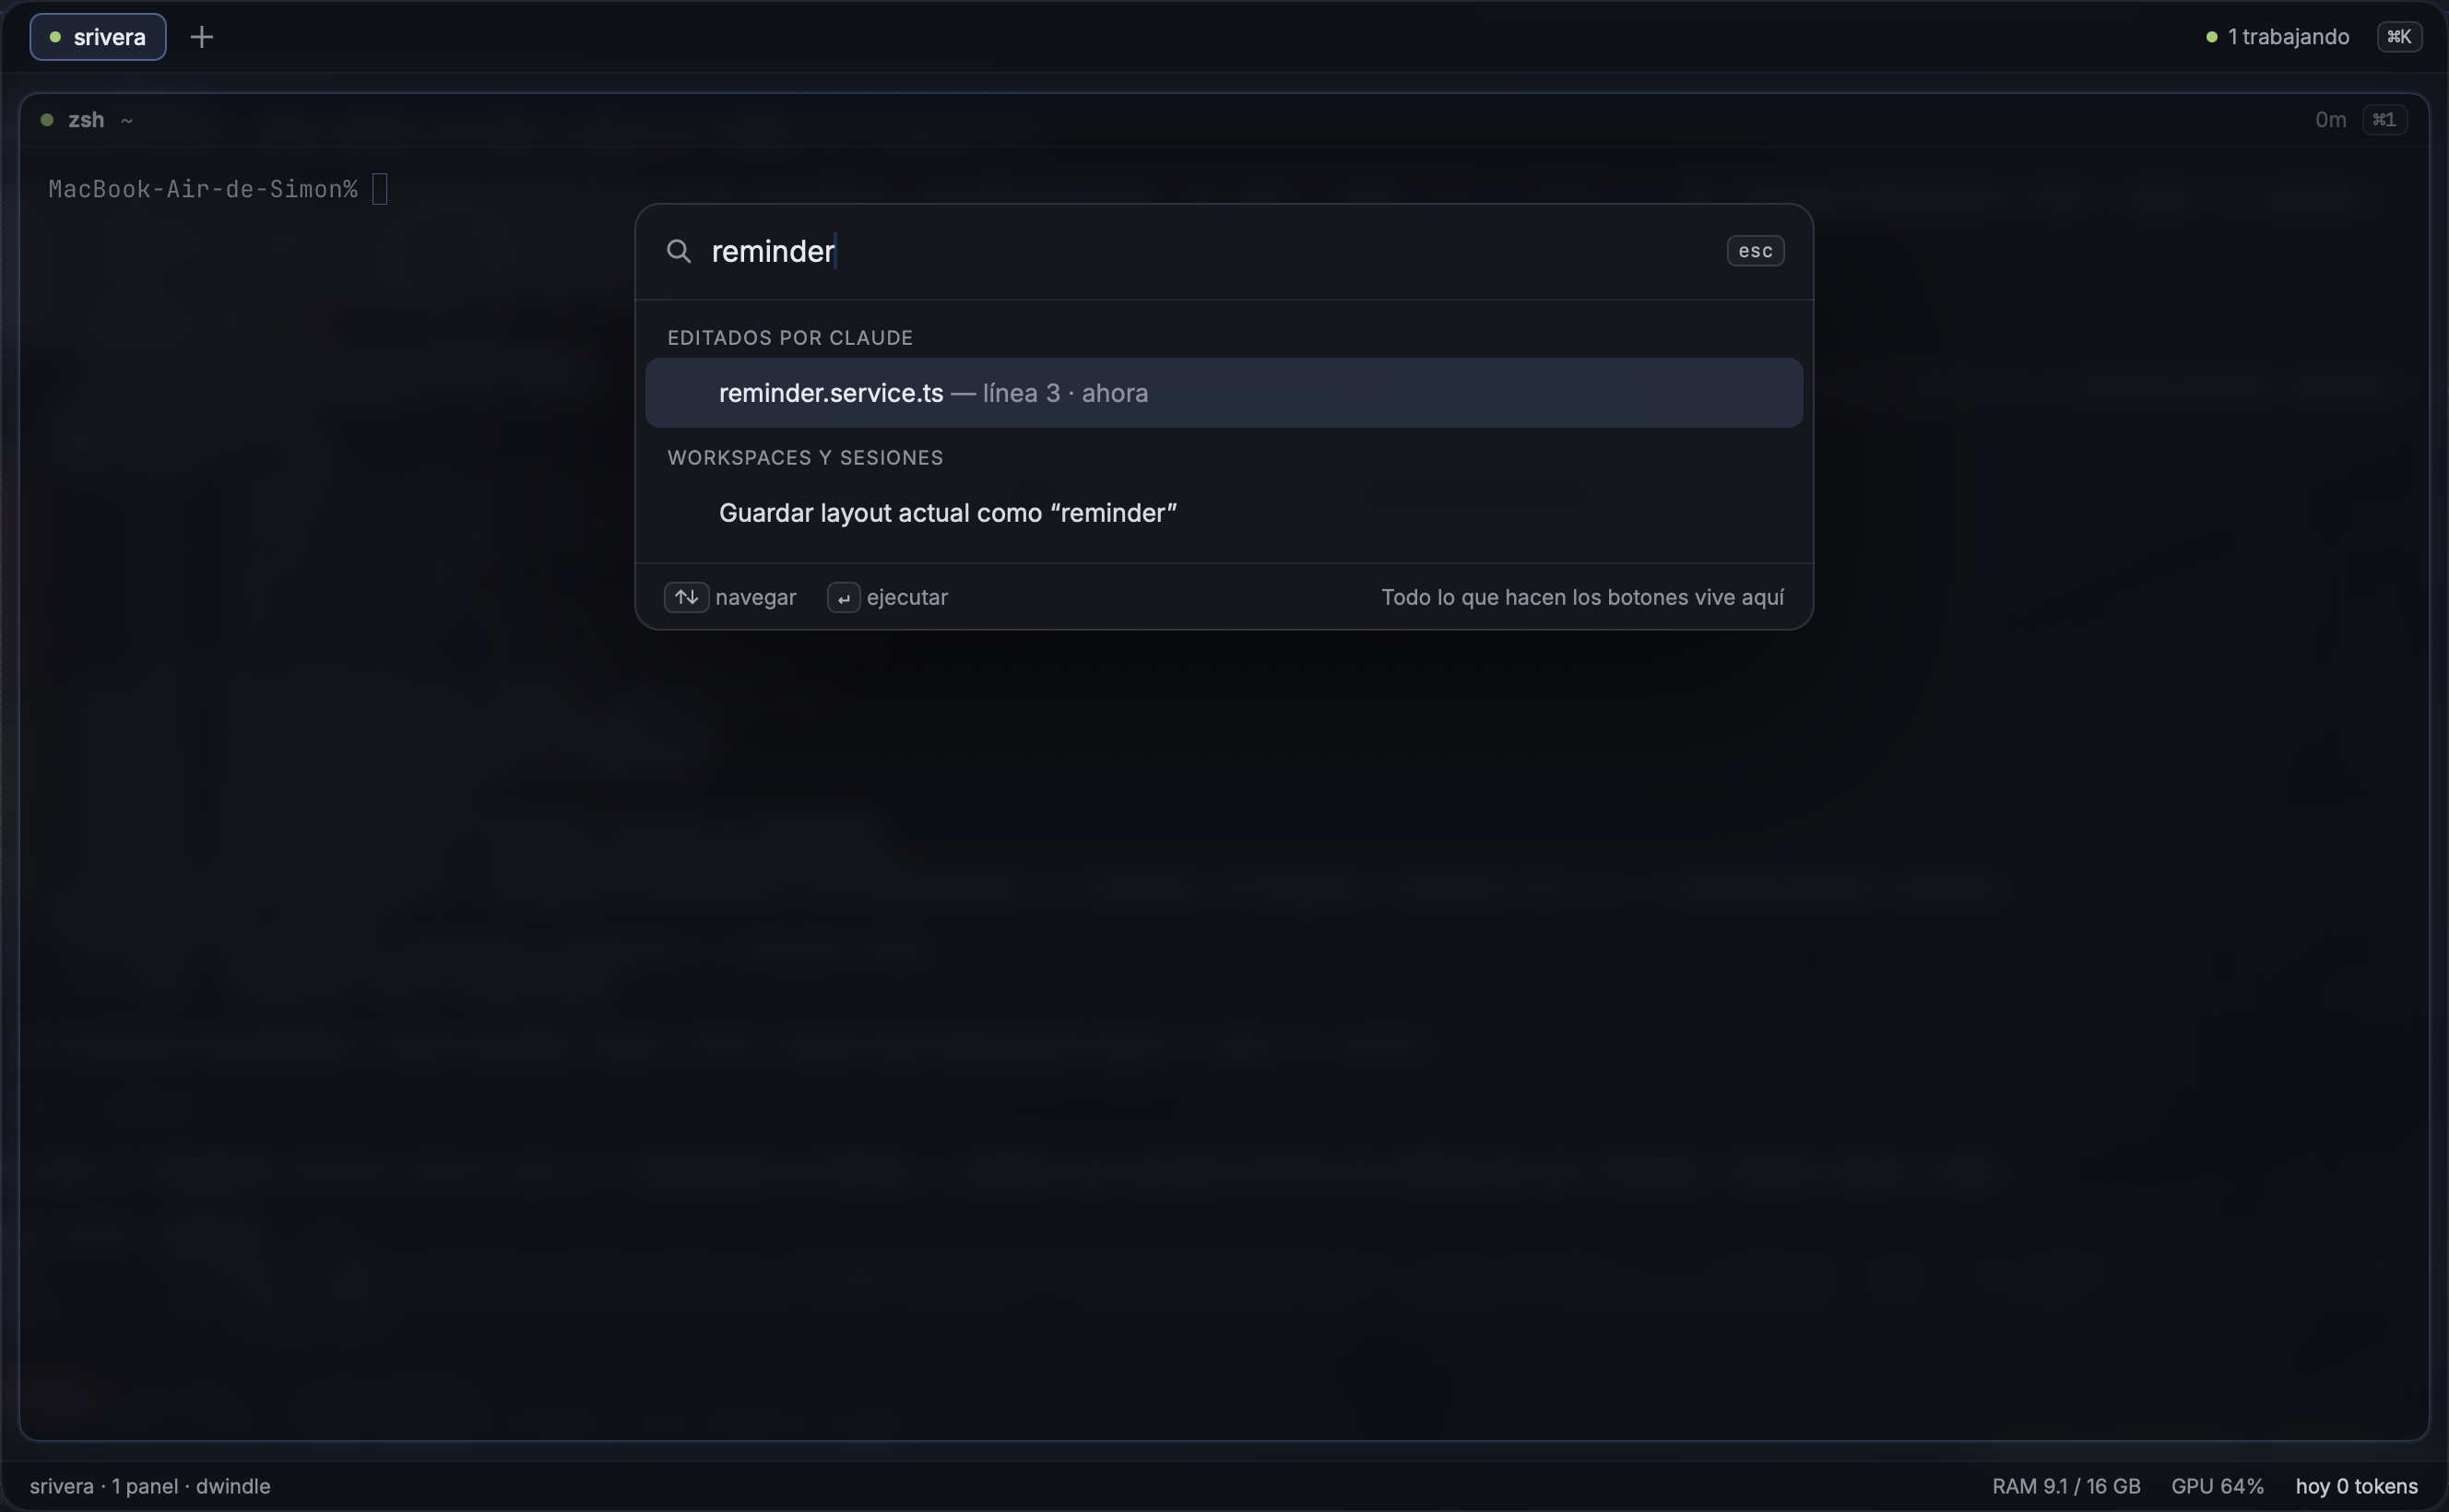 srivera
1 trabajando
⌘K
zsh ~
0m ⌘1
MacBook-Air-de-Simon%
reminder
esc
EDITADOS POR CLAUDE
reminder.service.ts — línea 3 · ahora
WORKSPACES Y SESIONES
Guardar layout actual como “reminder”
↑↓ navegar ↵ ejecutar
Todo lo que hacen los botones vive aquí
srivera · 1 panel · dwindle
RAM 9.1 / 16 GB GPU 64% hoy 0 tokens